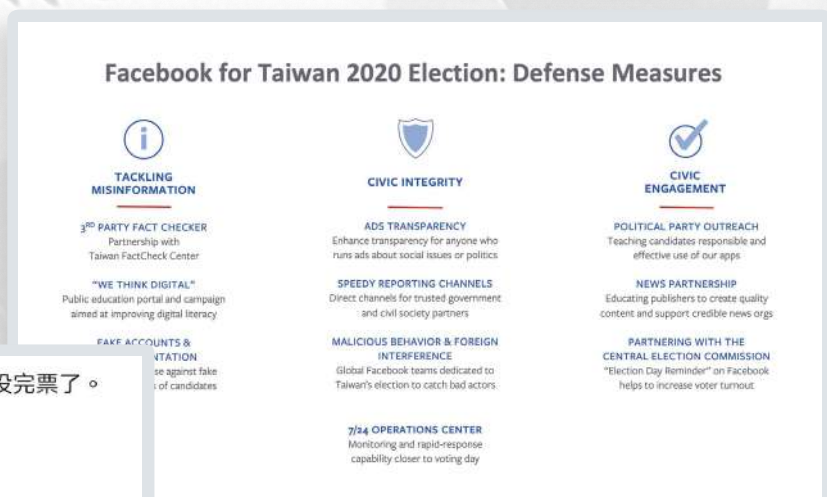 Facebook for Taiwan 2020 Election: Defense Measures
TACKLING
MISINFORMATION
3RD PARTY FACT CHECKER
Partnership with
Taiwan FactCheck Center
"WE THINK DIGITAL"
Public education portal and campaign
aimed at improving digital literacy
FAKE ACCOUNTS &
NTATION
se against fake
s of candidates
CIVIC INTEGRITY
ADS TRANSPARENCY
Enhance transparency for anyone who
runs ads about social issues or politics
SPEEDY REPORTING CHANNELS
Direct channels for trusted government
and civil society partners
MALICIOUS BEHAVIOR & FOREIGN
INTERFERENCE
Global Facebook teams dedicated to
Taiwan's election to catch bad actors
7/24 OPERATIONS CENTER
Monitoring and rapid-response
capability closer to voting day
CIVIC
ENGAGEMENT
POLITICAL PARTY OUTREACH
Teaching candidates responsible and
effective use of our apps
NEWS PARTNERSHIP
Educating publishers to create quality
content and support credible news orgs
PARTNERING WITH THE
CENTRAL ELECTION COMMISSION
"Election Day Reminder" on Facebook
helps to increase voter turnout
投完票了。